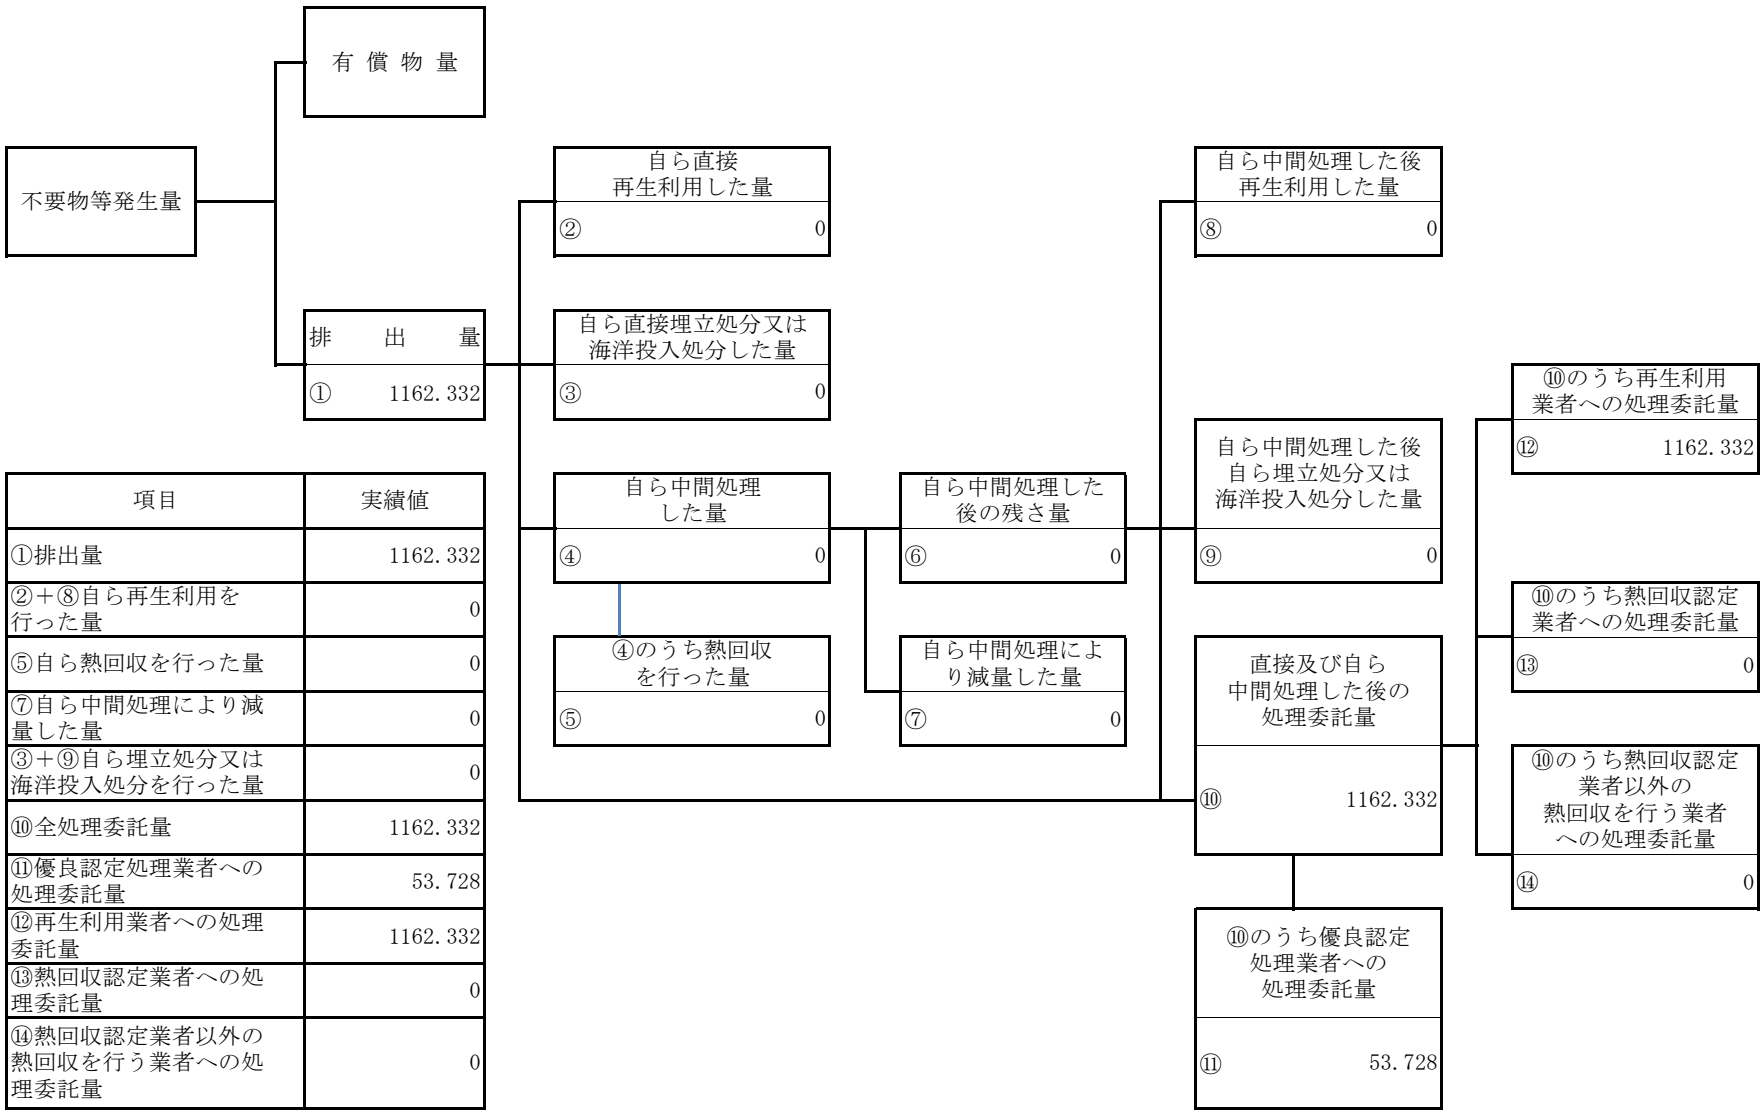 有償物量
不要物等発生量
排出量
① 1162.332
自ら直接
再生利用した量
② 0
自ら直接埋立処分又は
海洋投入処分した量
③ 0
自ら中間処理
した量
④ 0
④のうち熱回収
を行った量
⑤ 0
自ら中間処理した
後の残さ量
⑥ 0
自ら中間処理によ
り減量した量
⑦ 0
自ら中間処理した後
再生利用した量
⑧ 0
自ら中間処理した後
自ら埋立処分又は
海洋投入処分した量
⑨ 0
直接及び自ら
中間処理した後の
処理委託量
⑩ 1162.332
⑩のうち優良認定
処理業者への
処理委託量
⑪ 53.728
⑩のうち再生利用
業者への処理委託量
⑫ 1162.332
⑩のうち熱回収認定
業者への処理委託量
⑬ 0
⑩のうち熱回収認定
業者以外の
熱回収を行う業者
への処理委託量
⑭ 0
項目 実績値
①排出量 1162.332
②+⑧自ら再生利用を
行った量 0
⑤自ら熱回収を行った量 0
⑦自ら中間処理により減
量した量 0
③+⑨自ら埋立処分又は
海洋投入処分を行った量 0
⑩全処理委託量 1162.332
⑪優良認定処理業者への
処理委託量 53.728
⑫再生利用業者への処理
委託量 1162.332
⑬熱回収認定業者への処
理委託量 0
⑭熱回収認定業者以外の
熱回収を行う業者への処
理委託量 0